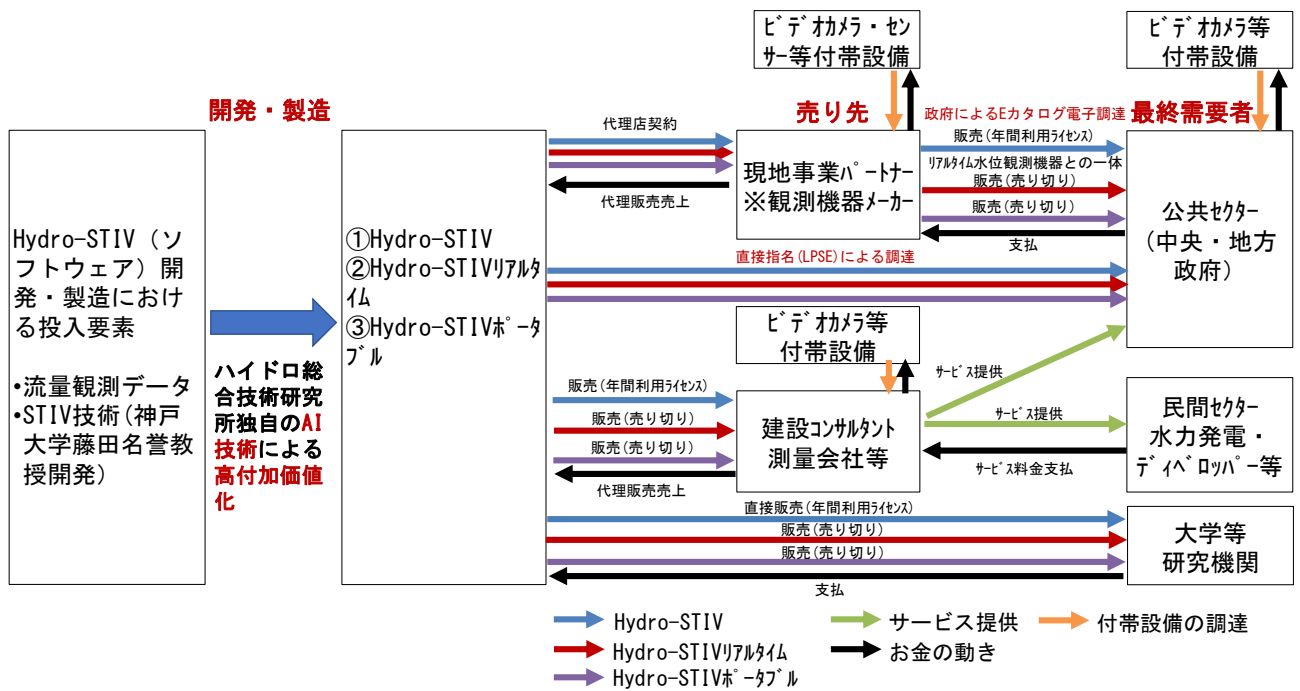 ﾋﾞﾃﾞｵｶﾒﾗ・ｾﾝ
ｻｰ等付帯設備
ﾋﾞﾃﾞｵｶﾒﾗ等
付帯設備
開発・製造
売り先
政府によるEカタログ電子調達
最終需要者
Hydro-STIV（ソ
フトウェア）開
発・製造におけ
る投入要素
•流量観測データ
•STIV技術(神戸
大学藤田名誉教
授開発)
ハイドロ総
合技術研究
所独自のAI
技術による
高付加価値
化
①Hydro-STIV
②Hydro-STIVﾘｱﾙﾀ
ｲﾑ
③Hydro-STIVﾎﾟｰﾀ
ﾌﾞﾙ
代理店契約
代理販売売上
現地事業ﾊﾟｰﾄﾅｰ
※観測機器ﾒｰｶｰ
販売(年間利用ﾗｲｾﾝｽ)
ﾘｱﾙﾀｲﾑ水位観測機器との一体
販売(売り切り)
販売(売り切り)
支払
公共ｾｸﾀｰ
(中央・地方
政府)
直接指名(LPSE)による調達
ﾋﾞﾃﾞｵｶﾒﾗ等
付帯設備
販売(年間利用ﾗｲｾﾝｽ)
販売(売り切り)
販売(売り切り)
代理販売売上
建設ｺﾝｻﾙﾀﾝﾄ
測量会社等
ｻｰﾋﾞｽ提供
ｻｰﾋﾞｽ提供
ｻｰﾋﾞｽ料金支払
民間ｾｸﾀｰ
水力発電・
ﾃﾞｨﾍﾞﾛｯﾊﾟｰ等
直接販売(年間利用ﾗｲｾﾝｽ)
販売(売り切り)
販売(売り切り)
支払
大学等
研究機関
Hydro-STIV
サービス提供
付帯設備の調達
Hydro-STIVﾘｱﾙﾀｲﾑ
お金の動き
Hydro-STIVﾎﾟｰﾀﾌﾞﾙ